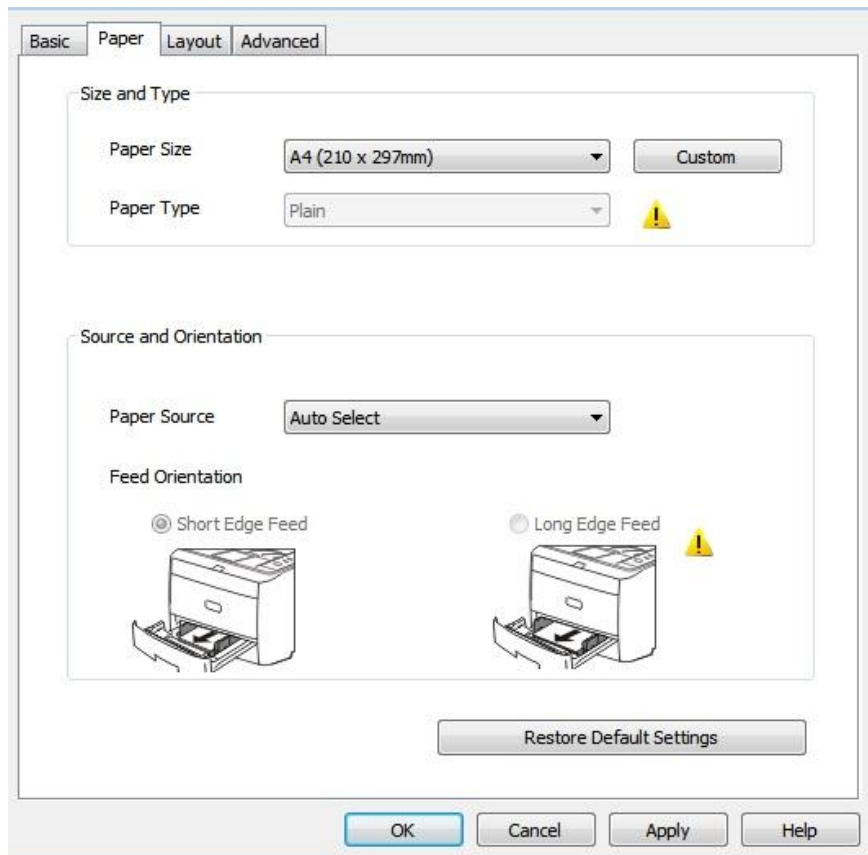 Basic Paper Layout Advanced
Size and Type
Paper Size A4 (210 x 297mm) Custom
Paper Type Plain
Source and Orientation
Paper Source Auto Select
Feed Orientation
Short Edge Feed Long Edge Feed
Restore Default Settings
OK Cancel Apply Help